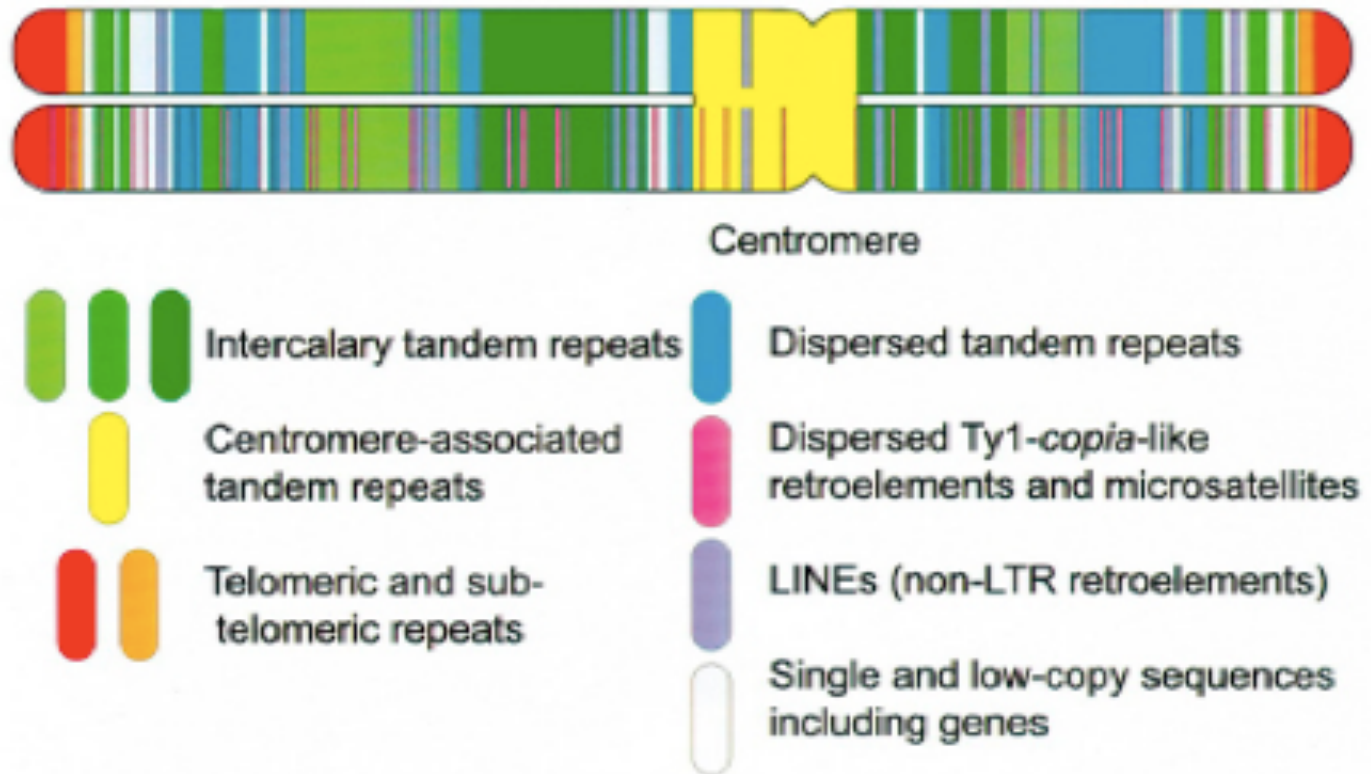 Centromere
Intercalary tandem repeats
Dispersed tandem repeats
Centromere-associated
tandem repeats
Dispersed Ty1-copia-like
retroelements and microsatellites
Telomeric and sub-
telomeric repeats
LINEs (non-LTR retroelements)
Single and low-copy sequences
including genes